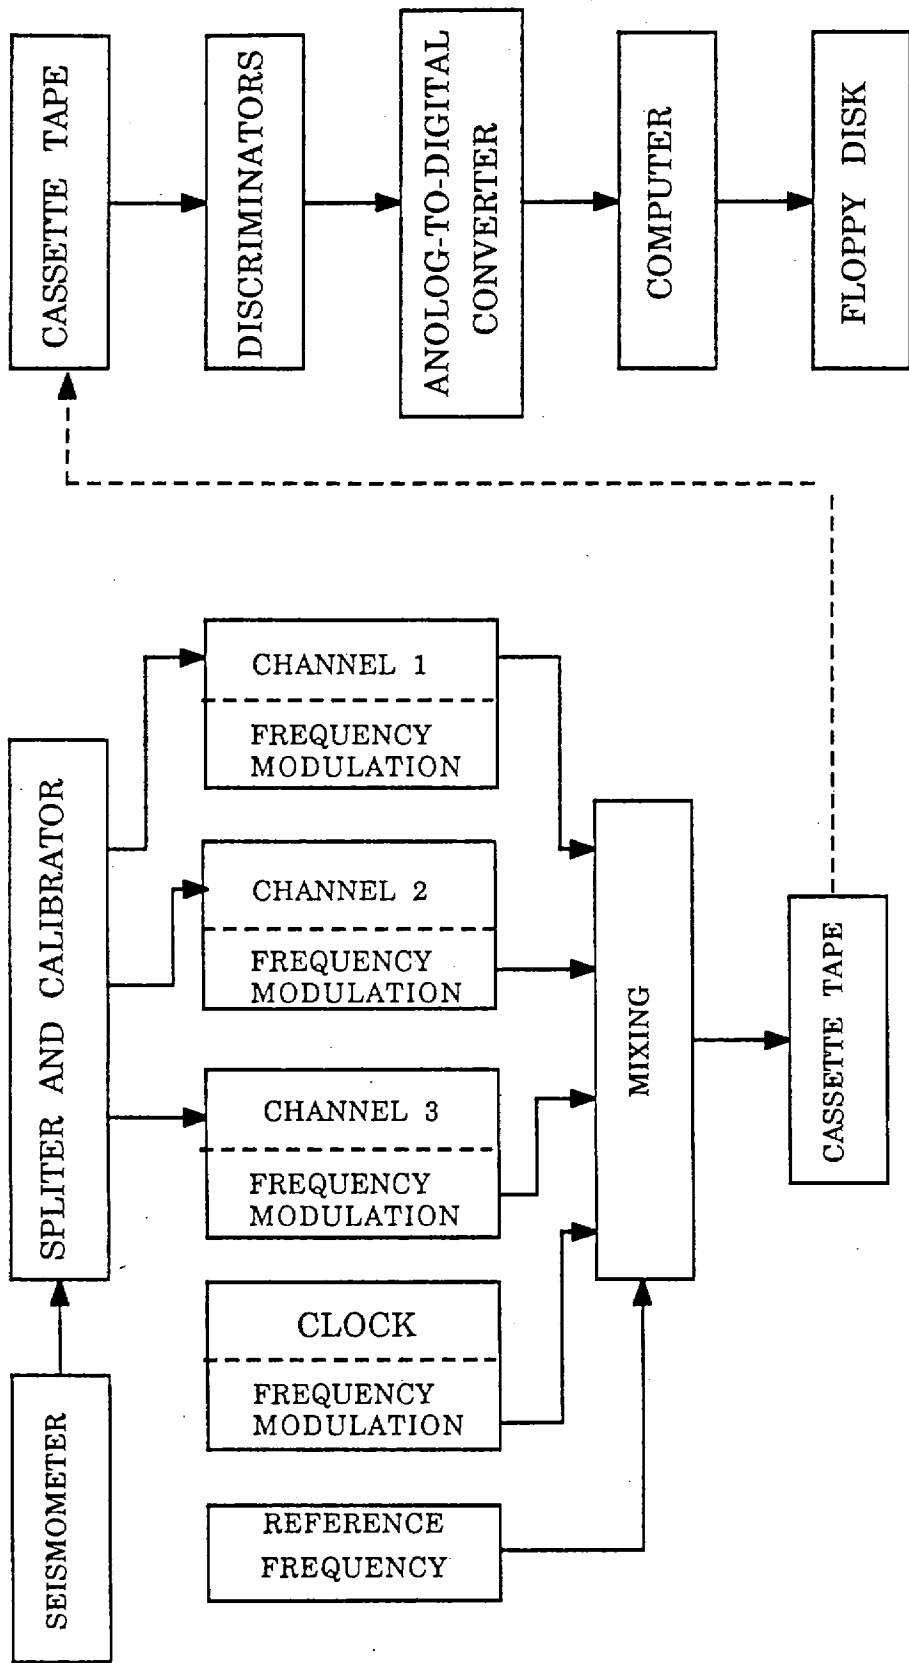 SEISMOMETER
SPLITER AND CALIBRATOR
REFERENCE
FREQUENCY
CLOCK
FREQUENCY
MODULATION
CHANNEL 3
FREQUENCY
MODULATION
CHANNEL 2
FREQUENCY
MODULATION
CHANNEL 1
FREQUENCY
MODULATION
MIXING
CASSETTE TAPE
CASSETTE TAPE
DISCRIMINATORS
ANOLOG-TO-DIGITAL
CONVERTER
COMPUTER
FLOPPY DISK